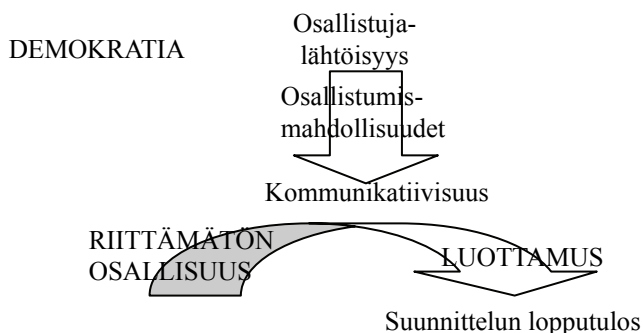 DEMOKRATIA
Osallistuja-
lähtöisyys
Osallistumis-
mahdollisuudet
Kommunikatiivisuus
RIITTÄMÄTÖN
OSALLISUUS
LUOTTAMUS
Suunnittelun lopputulos